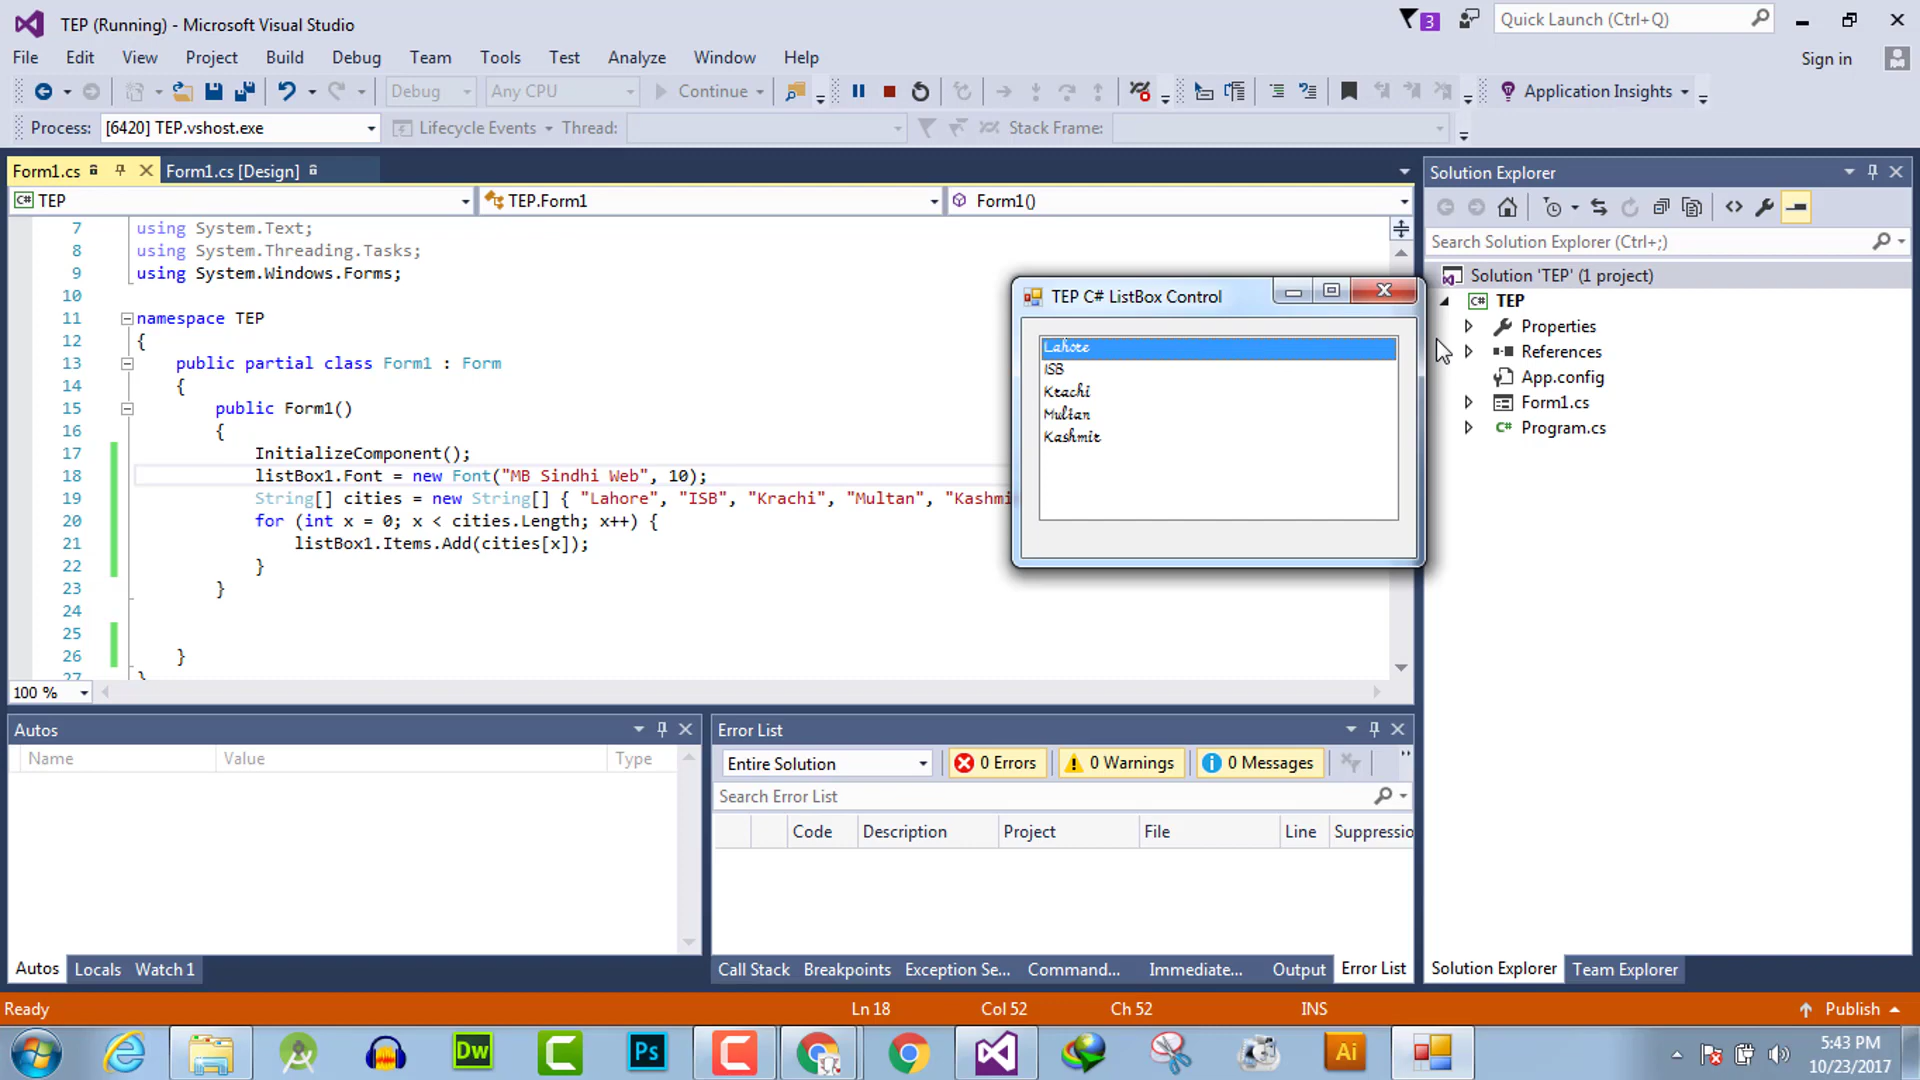 TEP (Running) - Microsoft Visual Studio
3
Quick Launch (Ctrl+Q)
File Edit View Project Build Debug Team Tools Test Analyze Window Help
Sign in
Debug Any CPU Continue Application Insights
Process: [6420] TEP.vshost.exe Lifecycle Events Thread: Stack Frame:
Form1.cs Form1.cs [Design]
C# TEP TEP.Form1 Form1()
7 using System.Text;
8 using System.Threading.Tasks;
9 using System.Windows.Forms;
10
11 namespace TEP
12 {
13 public partial class Form1 : Form
14 {
15 public Form1()
16 {
17 InitializeComponent();
18 listBox1.Font = new Font("MB Sindhi Web", 10);
19 String[] cities = new String[] { "Lahore", "ISB", "Krachi", "Multan", "Kashmi
20 for (int x = 0; x < cities.Length; x++) {
21 listBox1.Items.Add(cities[x]);
22 }
23 }
24
25
26 }
27 }
100 %
TEP C# ListBox Control
Lahore
ISB
Krachi
Multan
Kashmir
Solution Explorer
Search Solution Explorer (Ctrl+;)
Solution 'TEP' (1 project)
C# TEP
Properties
References
App.config
Form1.cs
C# Program.cs
Autos
Name Value Type
Autos Locals Watch 1
Error List
Entire Solution 0 Errors 0 Warnings 0 Messages
Search Error List
Code Description Project File Line Suppressio
Call Stack Breakpoints Exception Se... Command... Immediate... Output Error List
Solution Explorer Team Explorer
Ready Ln 18 Col 52 Ch 52 INS Publish
Dw Ps Ai
5:43 PM
10/23/2017